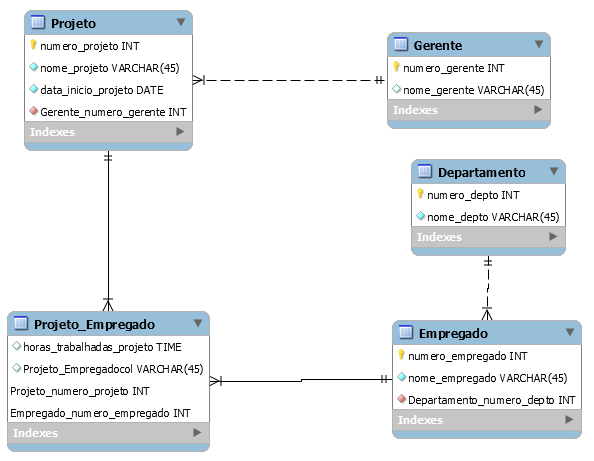 Projeto
numero_projeto INT
nome_projeto VARCHAR(45)
data_inicio_projeto DATE
Gerente_numero_gerente INT
Indexes
Gerente
numero_gerente INT
nome_gerente VARCHAR(45)
Indexes
Departamento
numero_depto INT
nome_depto VARCHAR(45)
Indexes
Projeto_Empregado
horas_trabalhadas_projeto TIME
Projeto_Empregadocol VARCHAR(45)
Projeto_numero_projeto INT
Empregado_numero_empregado INT
Indexes
Empregado
numero_empregado INT
nome_empregado VARCHAR(45)
Departamento_numero_depto INT
Indexes